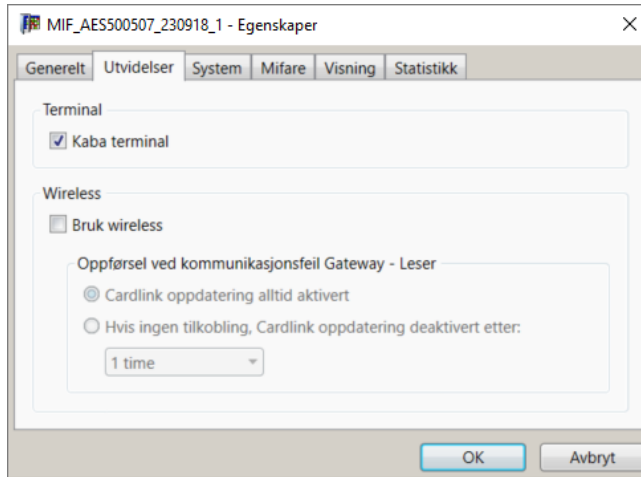 MIF_AES500507_230918_1 - Egenskaper
Generelt Utvidelser System Mifare Visning Statistikk
Terminal
Kaba terminal
Wireless
Bruk wireless
Oppførsel ved kommunikasjonsfeil Gateway - Leser
Cardlink oppdatering alltid aktivert
Hvis ingen tilkobling, Cardlink oppdatering deaktivert etter:
1 time
OK Avbryt